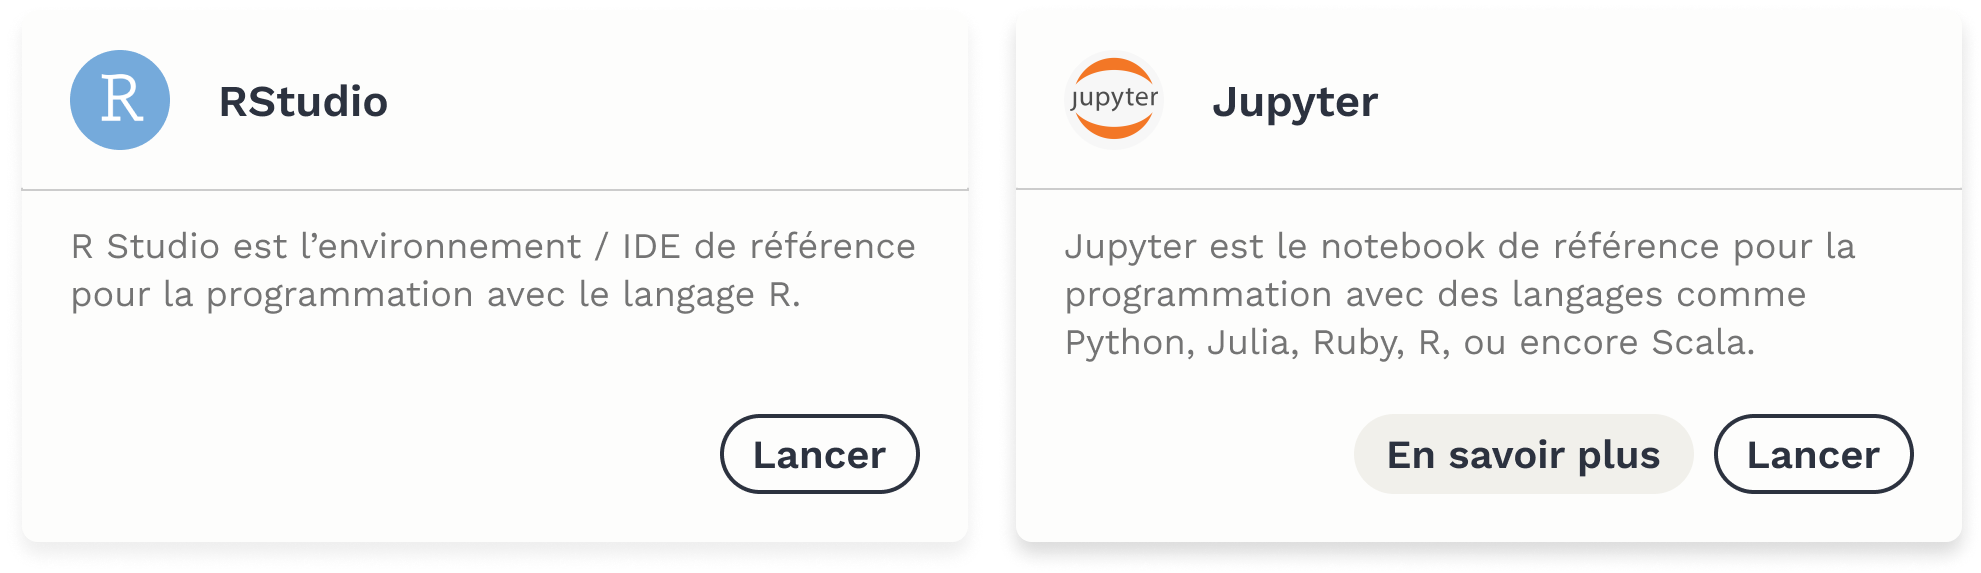 R
RStudio
R Studio est l’environnement / IDE de référence
pour la programmation avec le langage R.
Lancer
jupyter
Jupyter
Jupyter est le notebook de référence pour la
programmation avec des langages comme
Python, Julia, Ruby, R, ou encore Scala.
En savoir plus
Lancer